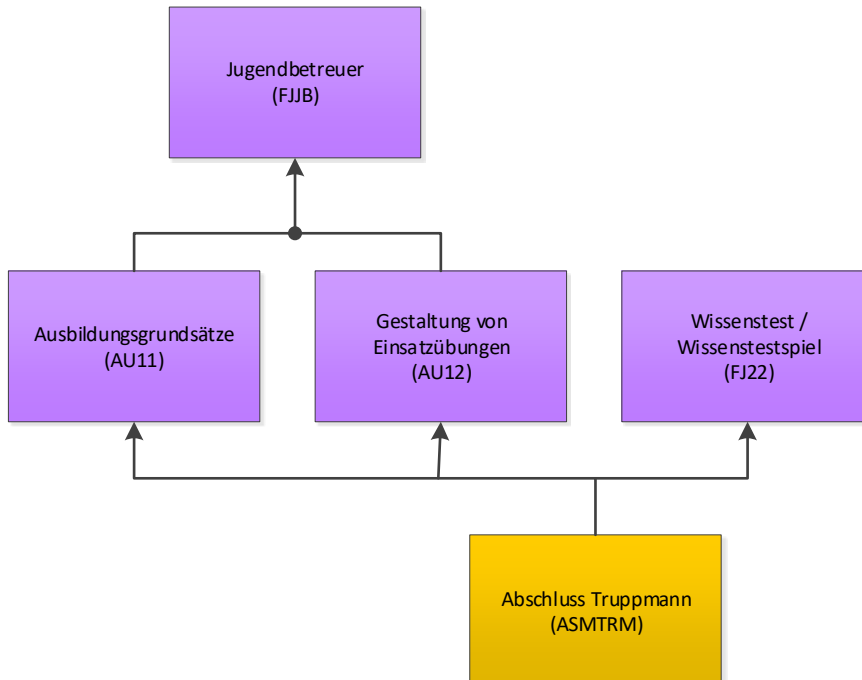 Jugendbetreuer
(FJJB)
Ausbildungsgrundsätze
(AU11)
Gestaltung von
Einsatzübungen
(AU12)
Wissenstest /
Wissenstestspiel
(FJ22)
Abschluss Truppmann
(ASMTRM)